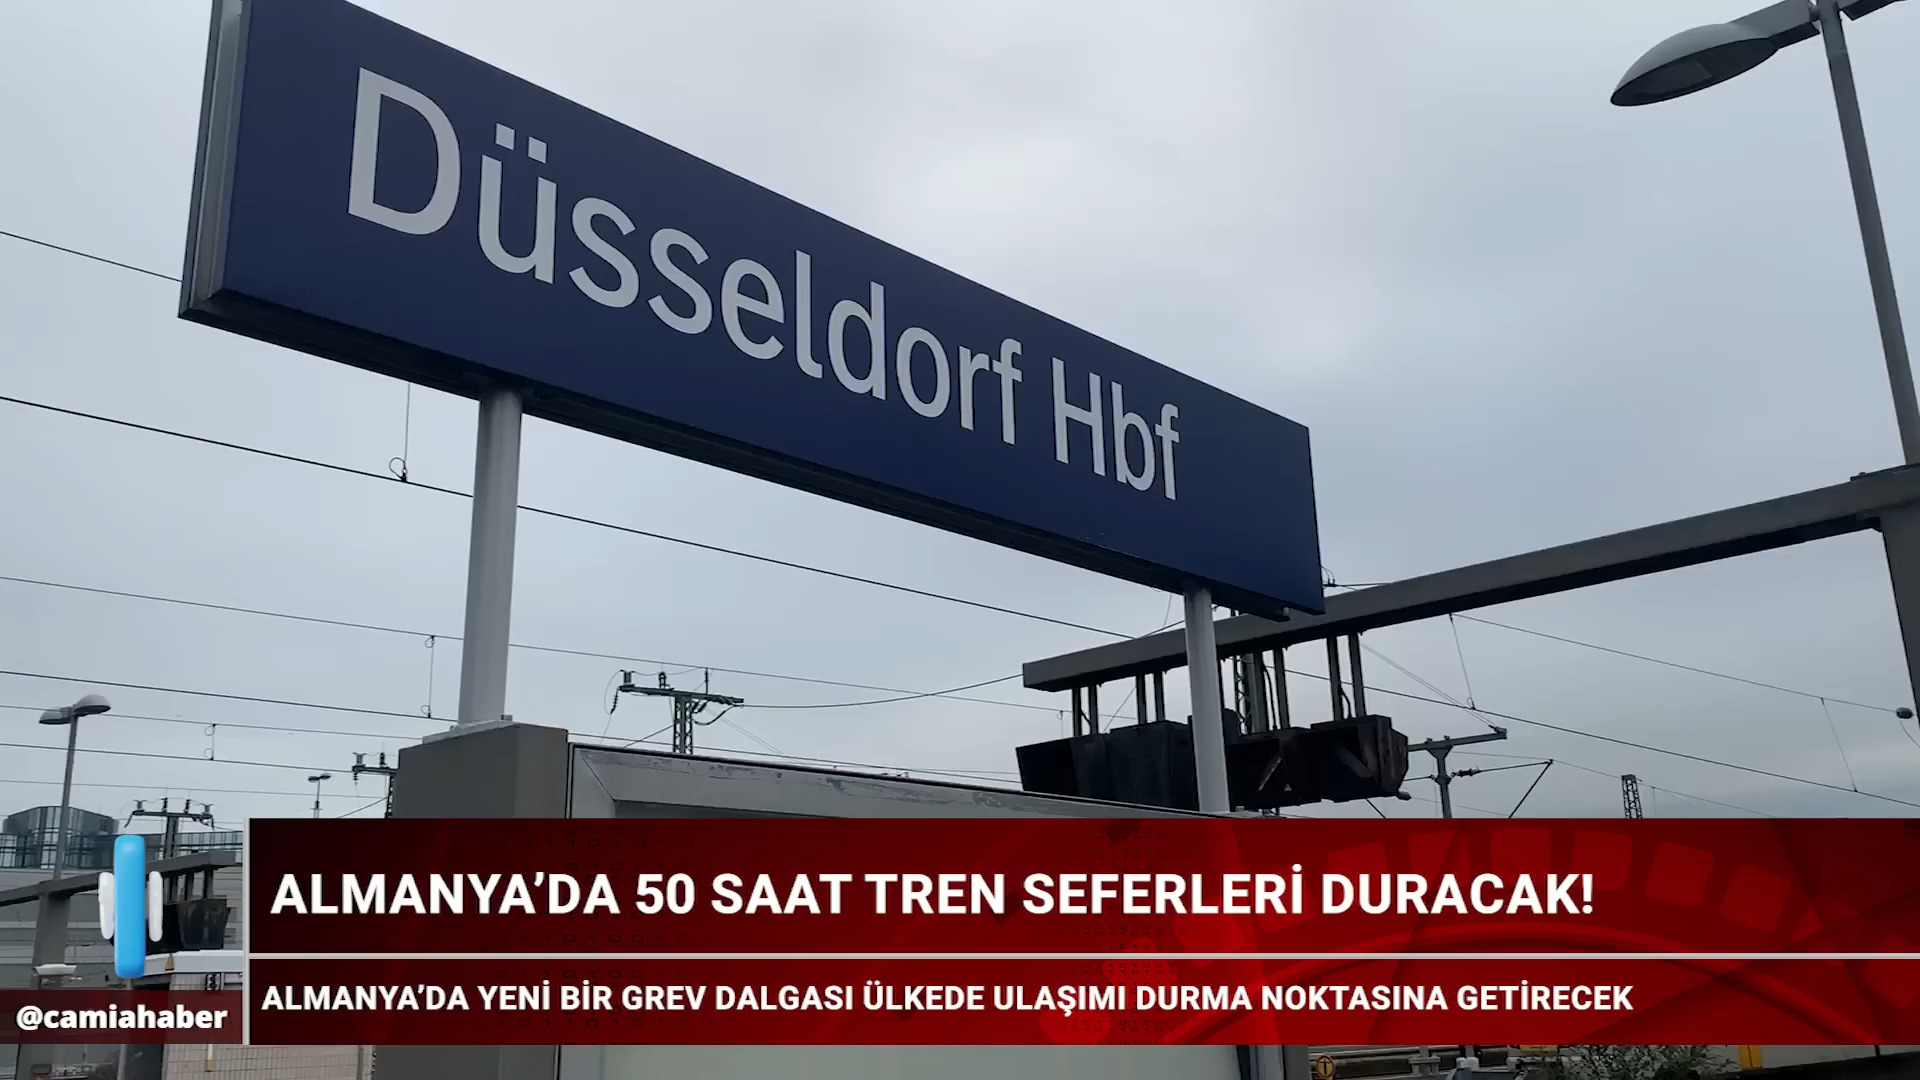 Düsseldorf Hbf
ALMANYA’DA 50 SAAT TREN SEFERLERİ DURACAK!
ALMANYA’DA YENİ BİR GREV DALGASI ÜLKEDE ULAŞIMI DURMA NOKTASINA GETİRECEK
@camiahaber